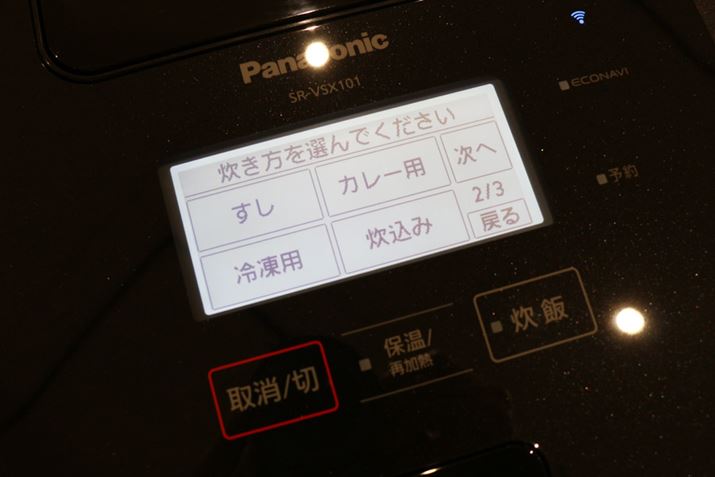 Panasonic
SR-VSX101
ECONAVI
炊き方を選んでください
すし
カレー用
次へ
2/3
予約
冷凍用
炊込み
戻る
取消/切
保温/
再加熱
炊飯